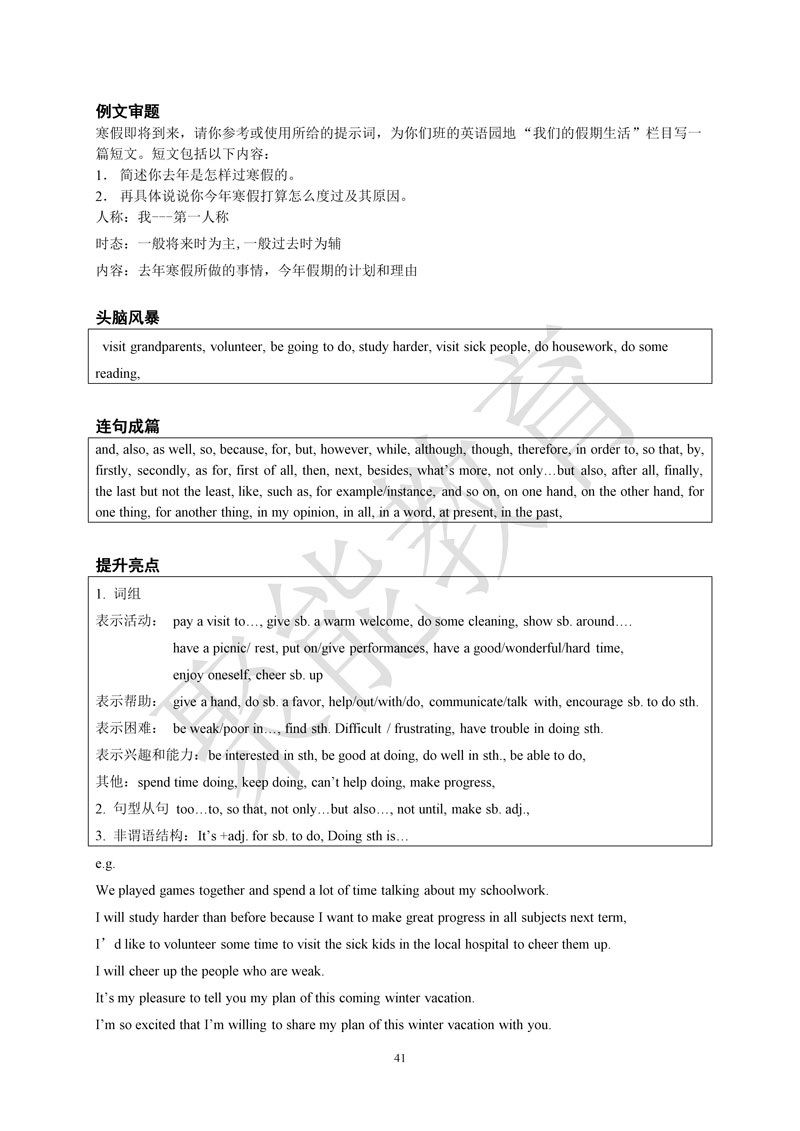 例文审题
寒假即将到来，请你参考或使用所给的提示词，为你们班的英语园地“我们的假期生活”栏目写一
篇短文。短文包括以下内容：
1． 简述你去年是怎样过寒假的。
2． 再具体说说你今年寒假打算怎么度过及其原因。
人称：我---第一人称
时态：一般将来时为主,一般过去时为辅
内容：去年寒假所做的事情，今年假期的计划和理由
头脑风暴
visit grandparents, volunteer, be going to do, study harder, visit sick people, do housework, do some
reading,
连句成篇
and, also, as well, so, because, for, but, however, while, although, though, therefore, in order to, so that, by,
firstly, secondly, as for, first of all, then, next, besides, what's more, not only…but also, after all, finally,
the last but not the least, like, such as, for example/instance, and so on, on one hand, on the other hand, for
one thing, for another thing, in my opinion, in all, in a word, at present, in the past,
提升亮点
1. 词组
表示活动： pay a visit to…, give sb. a warm welcome, do some cleaning, show sb. around….
have a picnic/ rest, put on/give performances, have a good/wonderful/hard time,
enjoy oneself, cheer sb. up
表示帮助： give a hand, do sb. a favor, help/out/with/do, communicate/talk with, encourage sb. to do sth.
表示困难： be weak/poor in…, find sth. Difficult / frustrating, have trouble in doing sth.
表示兴趣和能力：be interested in sth, be good at doing, do well in sth., be able to do,
其他：spend time doing, keep doing, can't help doing, make progress,
2. 句型从句 too…to, so that, not only…but also…, not until, make sb. adj.,
3. 非谓语结构：It's +adj. for sb. to do, Doing sth is…
e.g.
We played games together and spend a lot of time talking about my schoolwork.
I will study harder than before because I want to make great progress in all subjects next term,
I’d like to volunteer some time to visit the sick kids in the local hospital to cheer them up.
I will cheer up the people who are weak.
It's my pleasure to tell you my plan of this coming winter vacation.
I'm so excited that I'm willing to share my plan of this winter vacation with you.
41
聚能教育